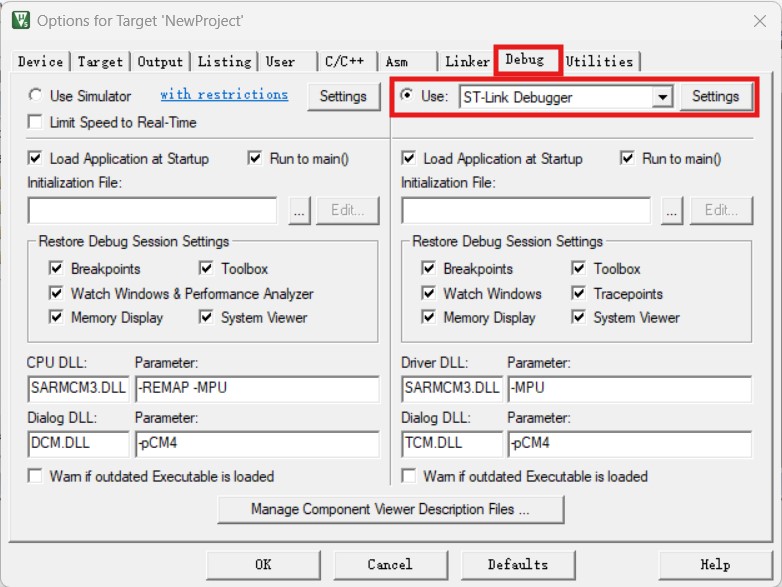 Options for Target 'NewProject'
Device Target Output Listing User C/C++ Asm Linker Debug Utilities
Use Simulator with restrictions Settings
Limit Speed to Real-Time
Use: ST-Link Debugger Settings
Load Application at Startup Run to main()
Initialization File:
... Edit...
Restore Debug Session Settings
Breakpoints Toolbox
Watch Windows & Performance Analyzer
Memory Display System Viewer
CPU DLL: Parameter:
SARMCM3.DLL -REMAP -MPU
Dialog DLL: Parameter:
DCM.DLL -pCM4
Warn if outdated Executable is loaded
Load Application at Startup Run to main()
Initialization File:
... Edit...
Restore Debug Session Settings
Breakpoints Toolbox
Watch Windows Tracepoints
Memory Display System Viewer
Driver DLL: Parameter:
SARMCM3.DLL -MPU
Dialog DLL: Parameter:
TCM.DLL -pCM4
Warn if outdated Executable is loaded
Manage Component Viewer Description Files ...
OK Cancel Defaults Help